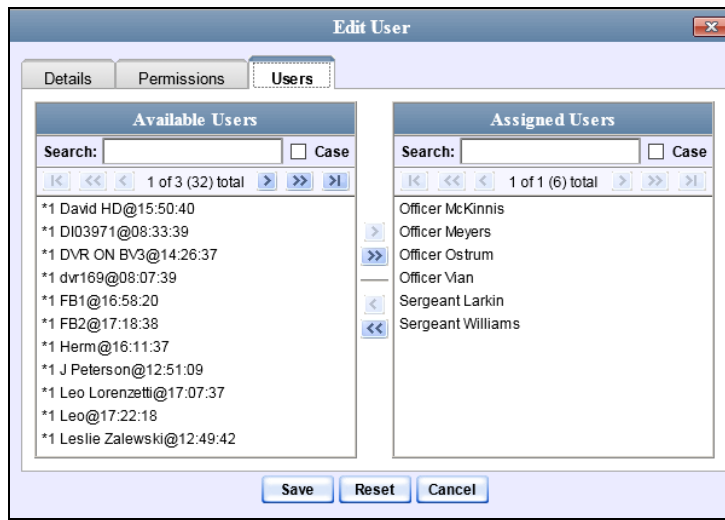 Edit User
Details Permissions Users
Available Users
Search: Case
1 of 3 (32) total
*1 David HD@15:50:40
*1 DI03971@08:33:39
*1 DVR ON BV3@14:26:37
*1 dvr169@08:07:39
*1 FB1@16:58:20
*1 FB2@17:18:38
*1 Herm@16:11:37
*1 J Peterson@12:51:09
*1 Leo Lorenzetti@17:07:37
*1 Leo@17:22:18
*1 Leslie Zalewski@12:49:42
Assigned Users
Search: Case
1 of 1 (6) total
Officer McKinnis
Officer Meyers
Officer Ostrum
Officer Vian
Sergeant Larkin
Sergeant Williams
Save Reset Cancel